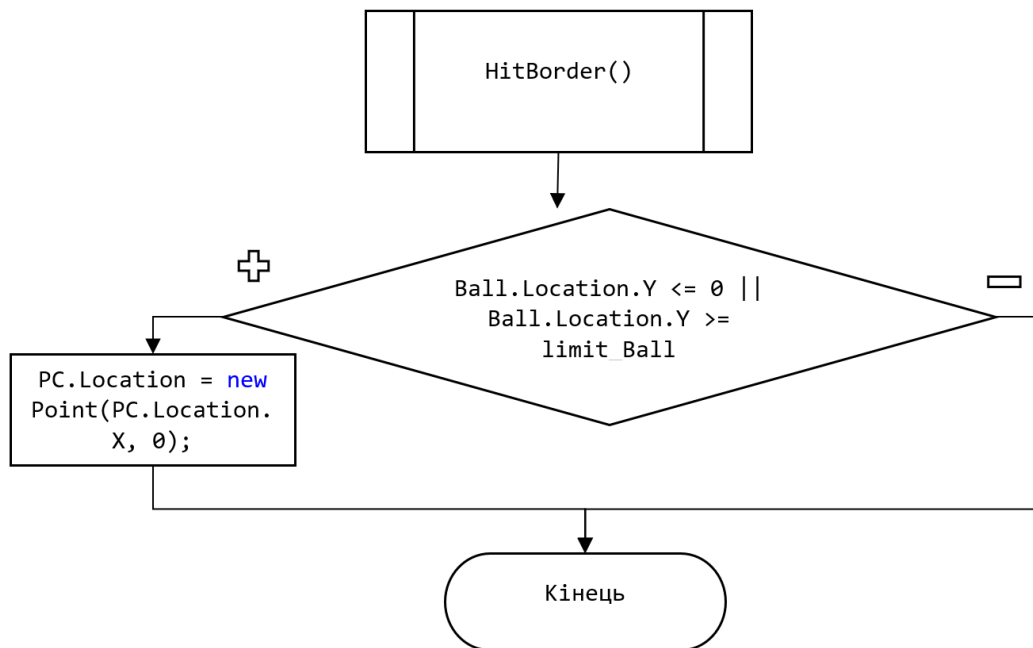 HitBorder()
Ball.Location.Y <= 0 ||
Ball.Location.Y >=
limit_Ball
PC.Location = new
Point(PC.Location.
X, 0);
Кінець